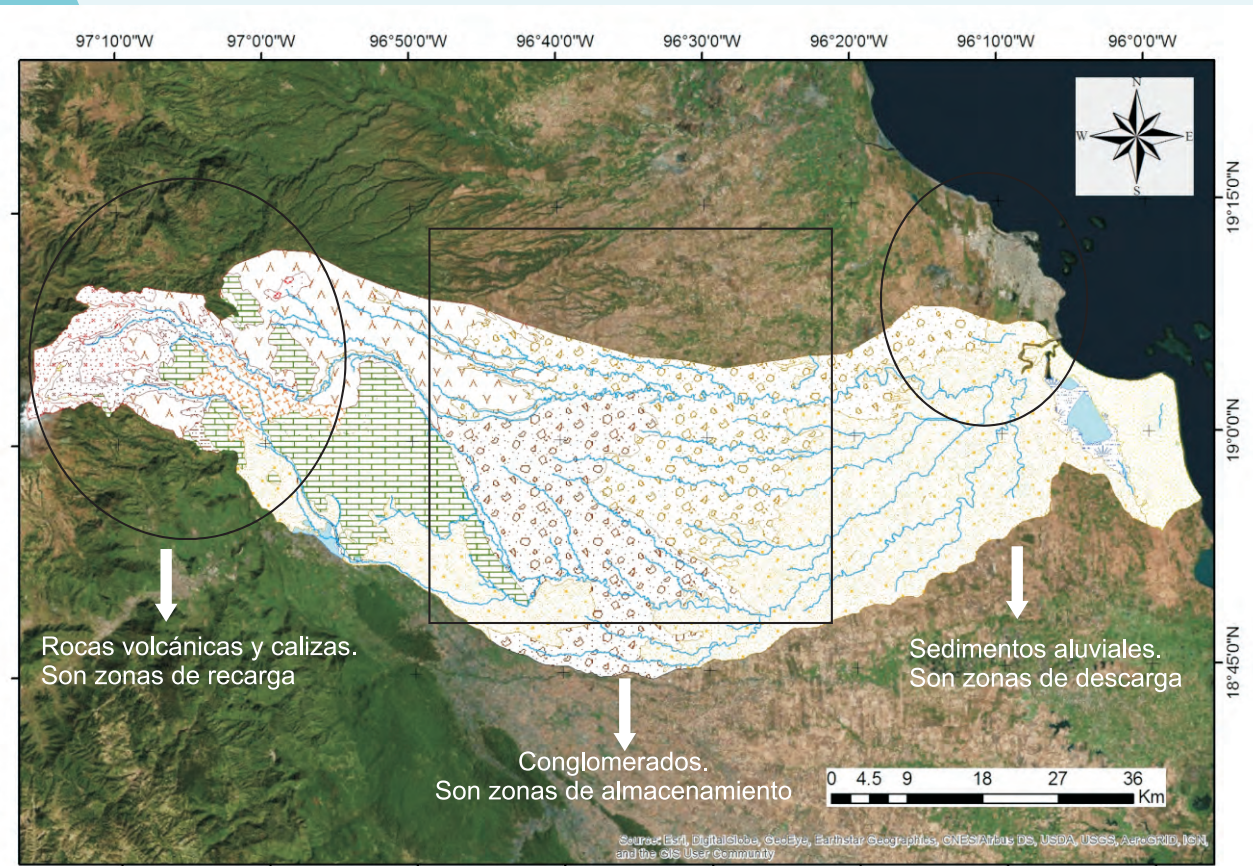 97°10'0"W 97°0'0"W 96°50'0"W 96°40'0"W 96°30'0"W 96°20'0"W 96°10'0"W 96°0'0"W
N
W E
S
19°15'0"N
19°0'0"N
18°45'0"N
Rocas volcánicas y calizas.
Son zonas de recarga
Sedimentos aluviales.
Son zonas de descarga
Conglomerados.
Son zonas de almacenamiento
0 4.5 9 18 27 36
Km
Source: Esri, DigitalGlobe, GeoEye, Earthstar Geographics, CNES/Airbus DS, USDA, USGS, AeroGRID, IGN,
and the GIS User Community